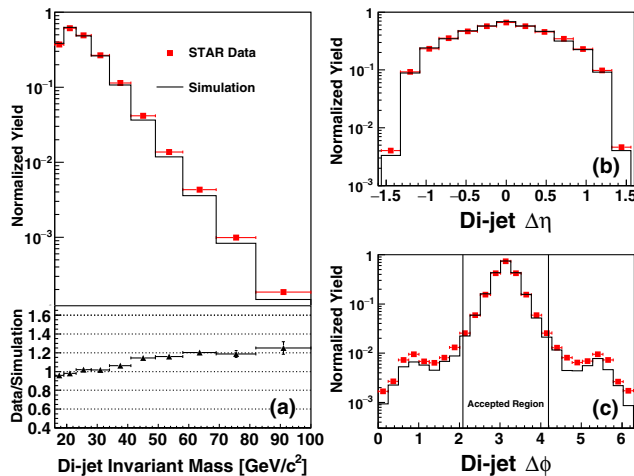 1
10⁻¹
10⁻²
10⁻³
Normalized Yield
STAR Data
Simulation
1.6
1.4
1.2
1
0.8
0.6
0.4
Data/Simulation
(a)
20 30 40 50 60 70 80 90 100
Di-jet Invariant Mass [GeV/c²]
1
10⁻¹
10⁻²
10⁻³
Normalized Yield
(b)
−1.5 −1 −0.5 0 0.5 1 1.5
Di-jet Δη
1
10⁻¹
10⁻²
10⁻³
Normalized Yield
Accepted Region
(c)
0 1 2 3 4 5 6
Di-jet Δϕ